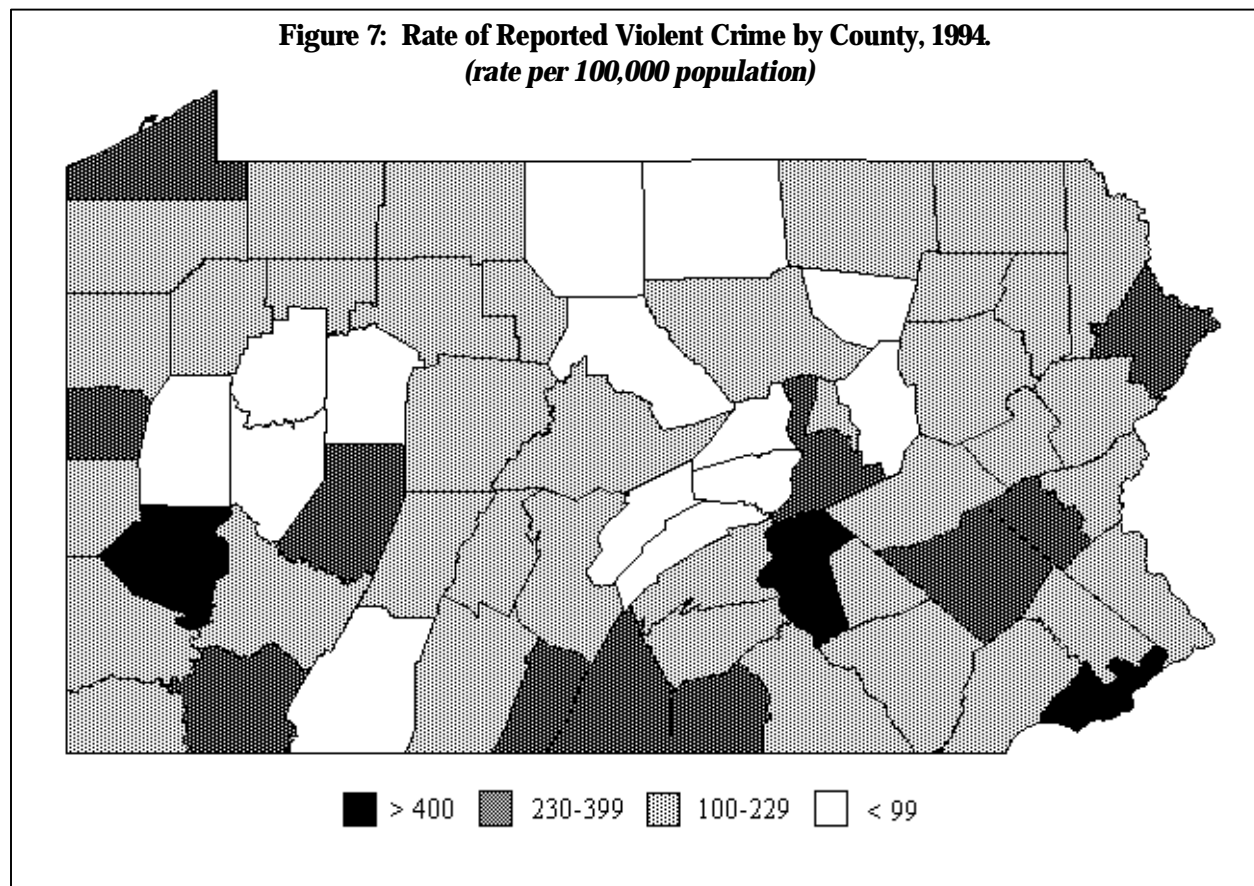 Figure 7: Rate of Reported Violent Crime by County, 1994.
(rate per 100,000 population)
> 400 230-399 100-229 < 99